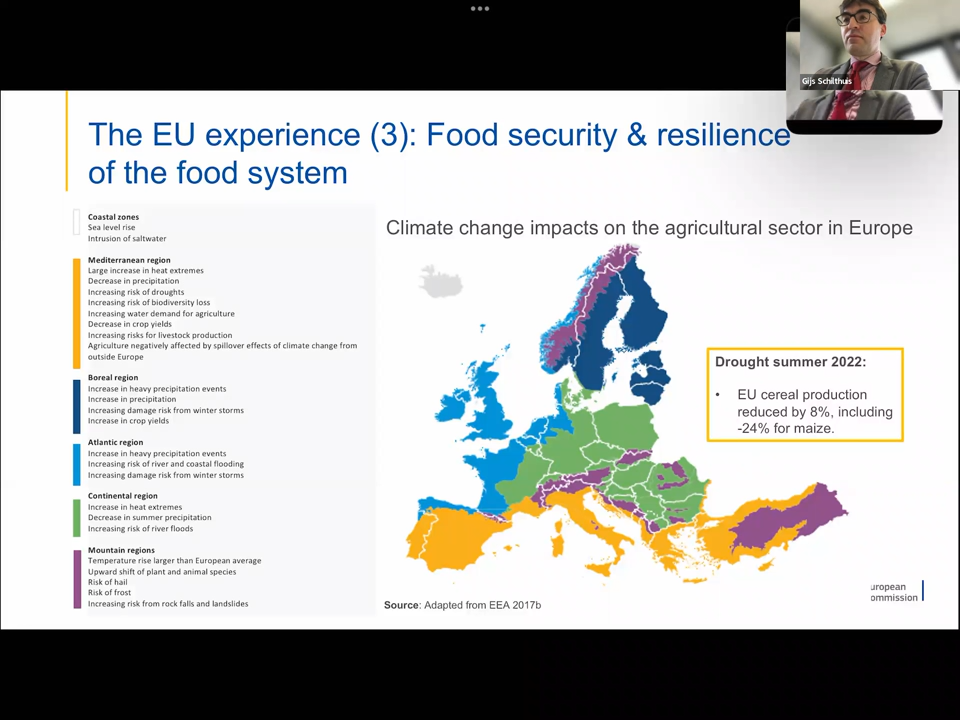 Gijs Schilthuis
The EU experience (3): Food security & resilience
of the food system
Coastal zones
Sea level rise
Intrusion of saltwater
Mediterranean region
Large increase in heat extremes
Decrease in precipitation
Increasing risk of droughts
Increasing risk of biodiversity loss
Increasing water demand for agriculture
Decrease in crop yields
Increasing risks for livestock production
Agriculture negatively affected by spillover effects of climate change from
outside Europe
Boreal region
Increase in heavy precipitation events
Increase in precipitation
Increasing damage risk from winter storms
Increase in crop yields
Atlantic region
Increase in heavy precipitation events
Increasing risk of river and coastal flooding
Increasing damage risk from winter storms
Continental region
Increase in heat extremes
Decrease in summer precipitation
Increasing risk of river floods
Mountain regions
Temperature rise larger than European average
Upward shift of plant and animal species
Risk of hail
Risk of frost
Increasing risk from rock falls and landslides
Climate change impacts on the agricultural sector in Europe
Drought summer 2022:
• EU cereal production
reduced by 8%, including
-24% for maize.
Source: Adapted from EEA 2017b
uropean
ommission